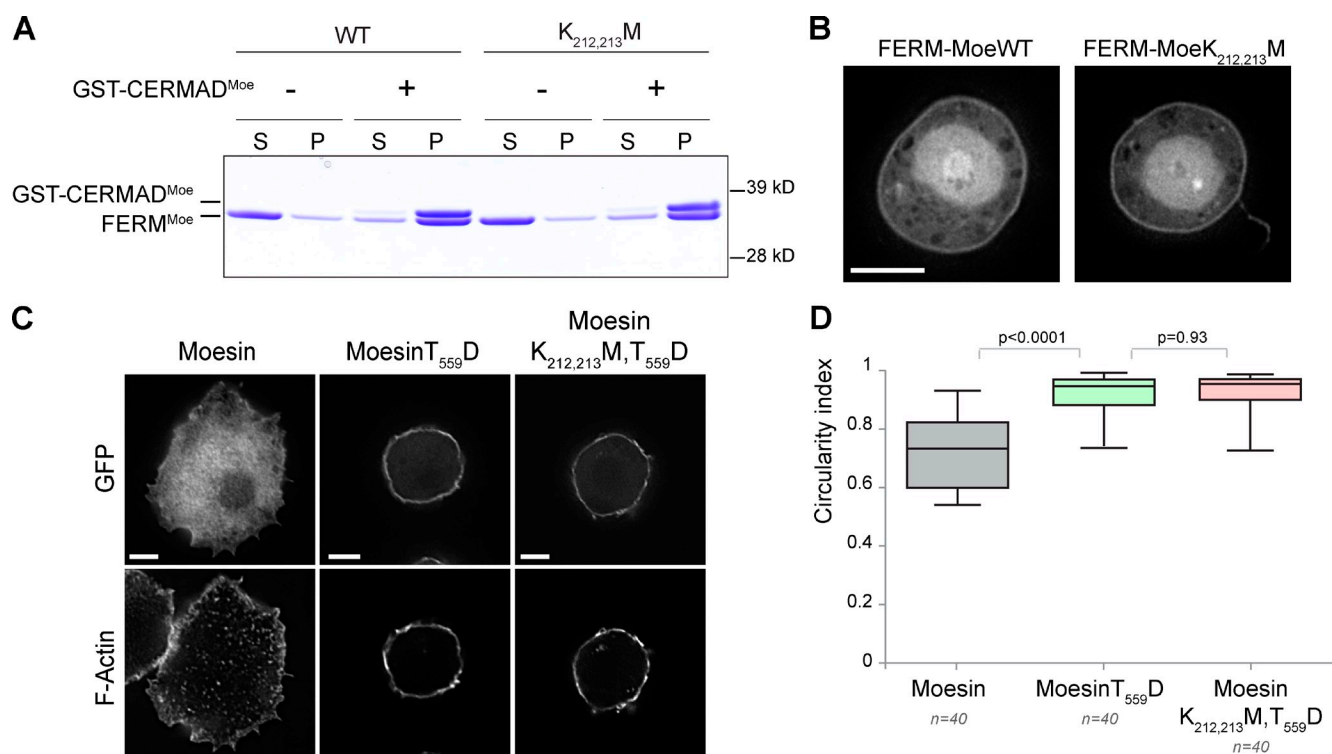 A
WT
K212,213M
GST-CERMADMoe
-
+
-
+
S P S P S P S P
GST-CERMADMoe
FERMMoe
39 kD
28 kD
B
FERM-MoeWT
FERM-MoeK212,213M
C
Moesin
MoesinT559D
Moesin
K212,213M,T559D
GFP
F-Actin
D
p<0.0001
p=0.93
Circularity index
1
0.8
0.6
0.4
0.2
0
Moesin
n=40
MoesinT559D
n=40
Moesin
K212,213M,T559D
n=40